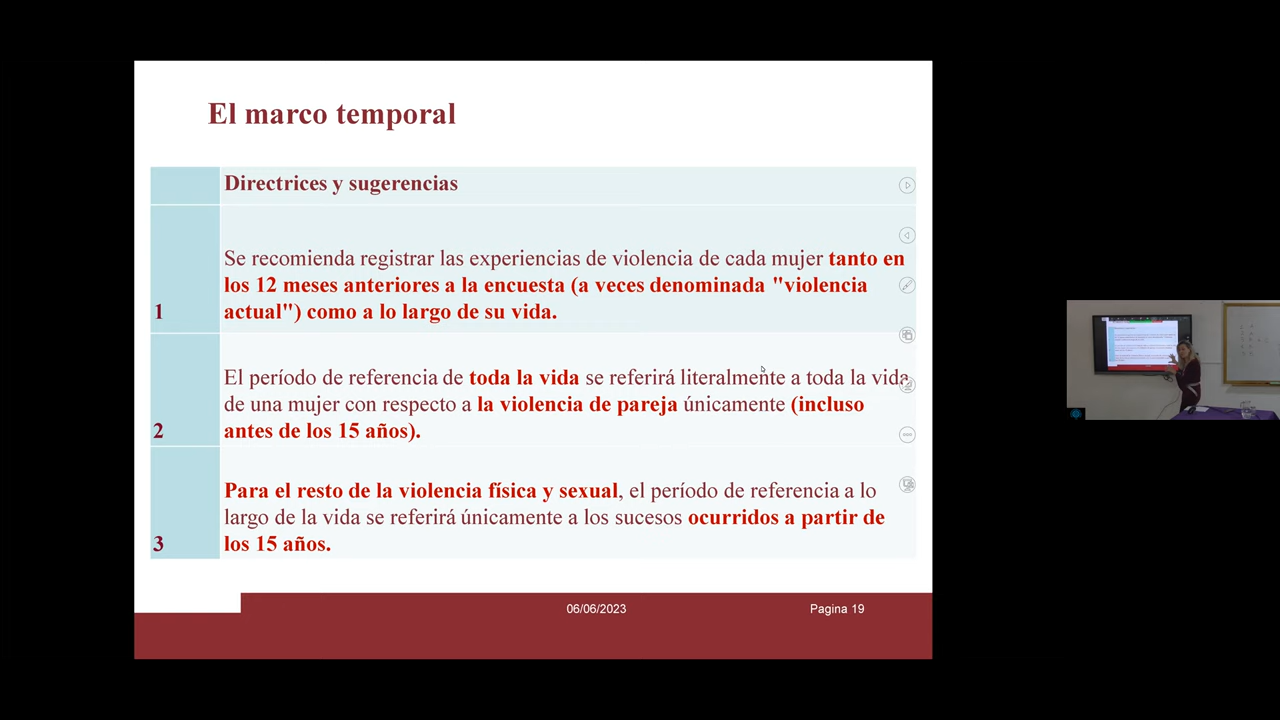 El marco temporal
Directrices y sugerencias
Se recomienda registrar las experiencias de violencia de cada mujer tanto en
los 12 meses anteriores a la encuesta (a veces denominada "violencia
1 actual") como a lo largo de su vida.
El período de referencia de toda la vida se referirá literalmente a toda la vida
de una mujer con respecto a la violencia de pareja únicamente (incluso
2 antes de los 15 años).
Para el resto de la violencia física y sexual, el período de referencia a lo
largo de la vida se referirá únicamente a los sucesos ocurridos a partir de
3 los 15 años.
06/06/2023 Pagina 19